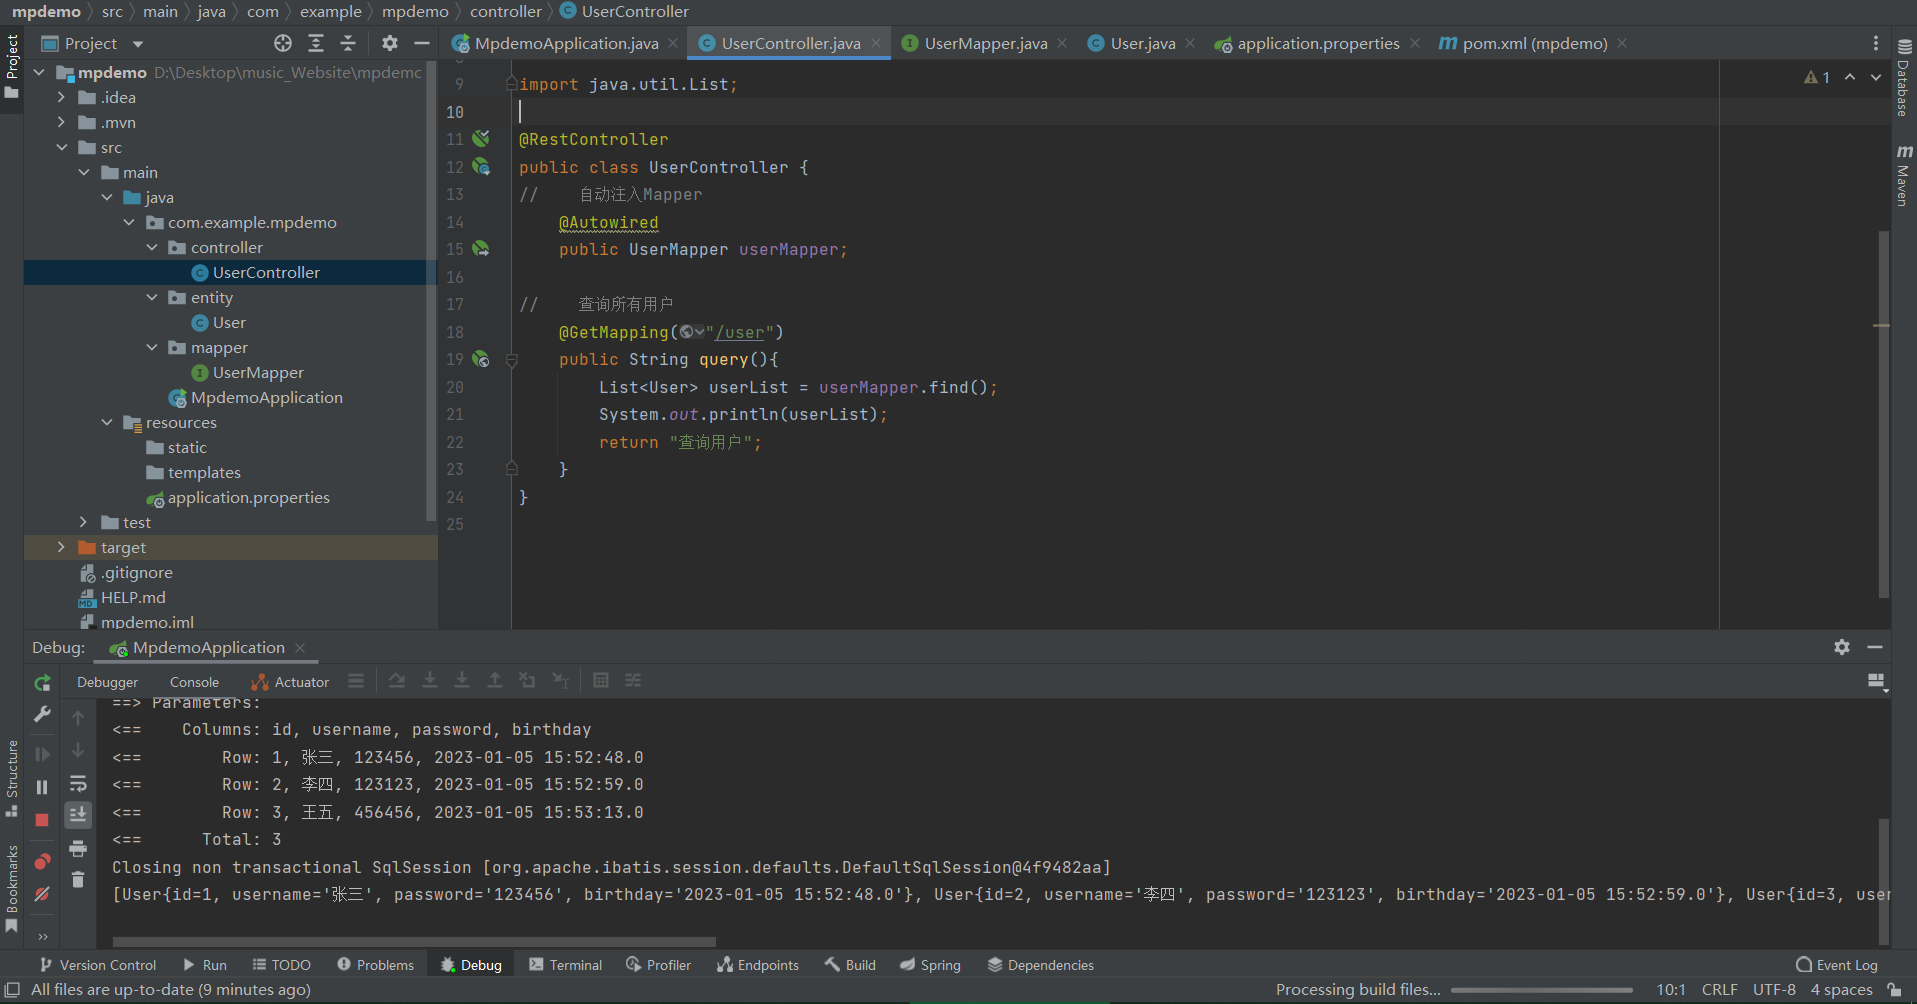 mpdemo 〉 src 〉 main 〉 java 〉 com 〉 example 〉 mpdemo 〉 controller 〉 UserController
Project
Project
MpdemoApplication.java
UserController.java
UserMapper.java
User.java
application.properties
pom.xml (mpdemo)
Database
Maven
mpdemo D:\Desktop\music_Website\mpdemc
.idea
.mvn
src
main
java
com.example.mpdemo
controller
UserController
entity
User
mapper
UserMapper
MpdemoApplication
resources
static
templates
application.properties
test
target
.gitignore
HELP.md
mpdemo.iml
1
9 import java.util.List;
10
11 @RestController
12 public class UserController {
13 // 自动注入Mapper
14 @Autowired
15 public UserMapper userMapper;
16
17 // 查询所有用户
18 @GetMapping("/user")
19 public String query(){
20 List<User> userList = userMapper.find();
21 System.out.println(userList);
22 return "查询用户";
23 }
24 }
25
Debug: MpdemoApplication
Debugger Console Actuator
==> Parameters:
<== Columns: id, username, password, birthday
<== Row: 1, 张三, 123456, 2023-01-05 15:52:48.0
<== Row: 2, 李四, 123123, 2023-01-05 15:52:59.0
<== Row: 3, 王五, 456456, 2023-01-05 15:53:13.0
<== Total: 3
Closing non transactional SqlSession [org.apache.ibatis.session.defaults.DefaultSqlSession@4f9482aa]
[User{id=1, username='张三', password='123456', birthday='2023-01-05 15:52:48.0'}, User{id=2, username='李四', password='123123', birthday='2023-01-05 15:52:59.0'}, User{id=3, user
Structure
Bookmarks
Version Control Run TODO Problems Debug Terminal Profiler Endpoints Build Spring Dependencies Event Log
All files are up-to-date (9 minutes ago) Processing build files... 10:1 CRLF UTF-8 4 spaces